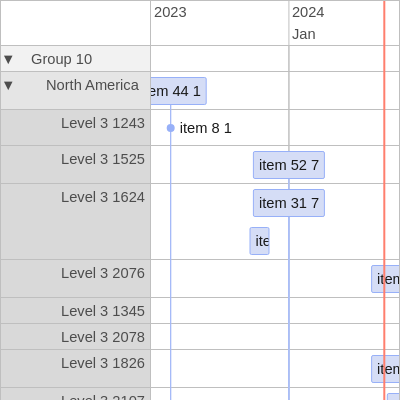 2023 2024
Jan
▼ Group 10
▼ North America em 44 1
Level 3 1243 item 8 1
Level 3 1525 item 52 7
Level 3 1624 item 31 7
ite
Level 3 2076 item
Level 3 1345
Level 3 2078
Level 3 1826 item
Level 3 2107